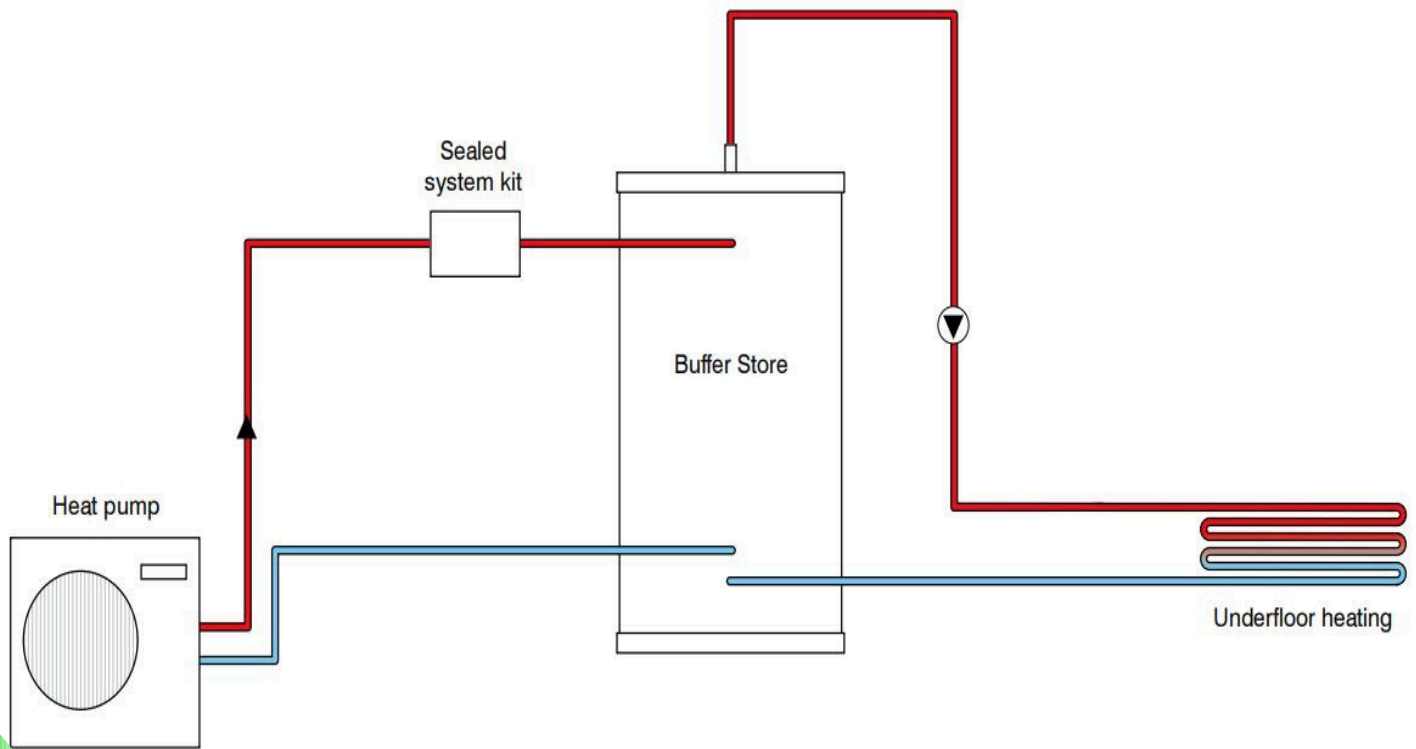 Sealed
system kit
Buffer Store
Heat pump
Underfloor heating